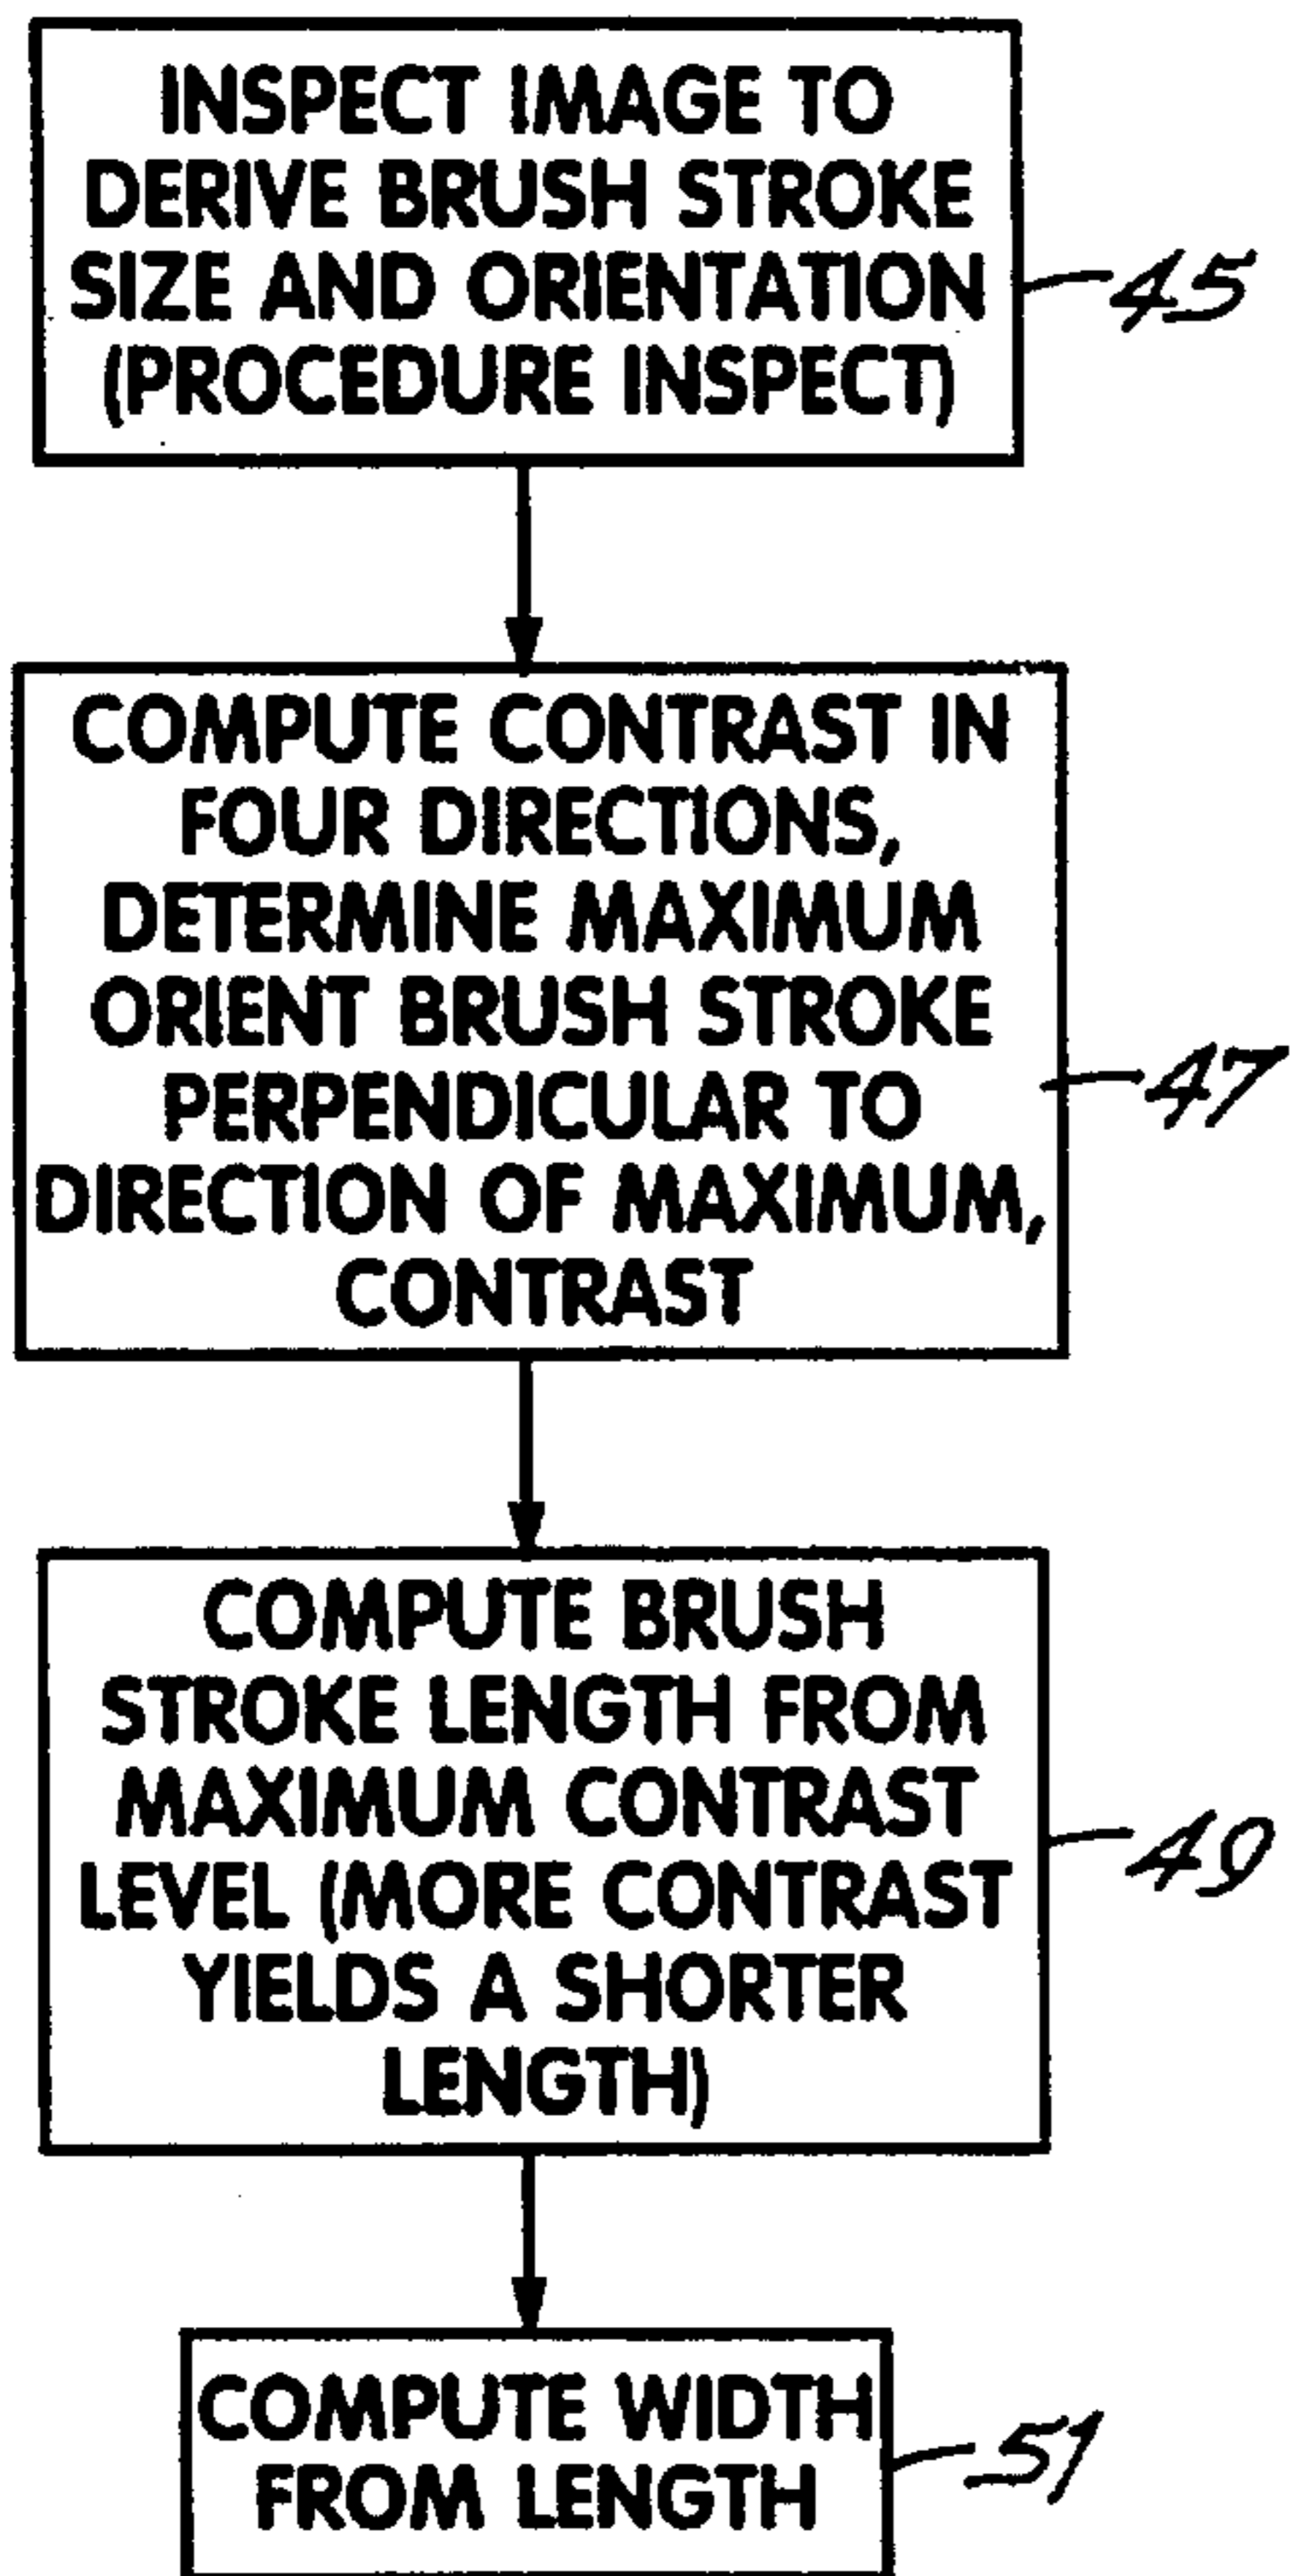 INSPECT IMAGE TO
DERIVE BRUSH STROKE
SIZE AND ORIENTATION
(PROCEDURE INSPECT)
45
COMPUTE CONTRAST IN
FOUR DIRECTIONS,
DETERMINE MAXIMUM
ORIENT BRUSH STROKE
PERPENDICULAR TO
DIRECTION OF MAXIMUM,
CONTRAST
47
COMPUTE BRUSH
STROKE LENGTH FROM
MAXIMUM CONTRAST
LEVEL (MORE CONTRAST
YIELDS A SHORTER
LENGTH)
49
COMPUTE WIDTH
FROM LENGTH
51